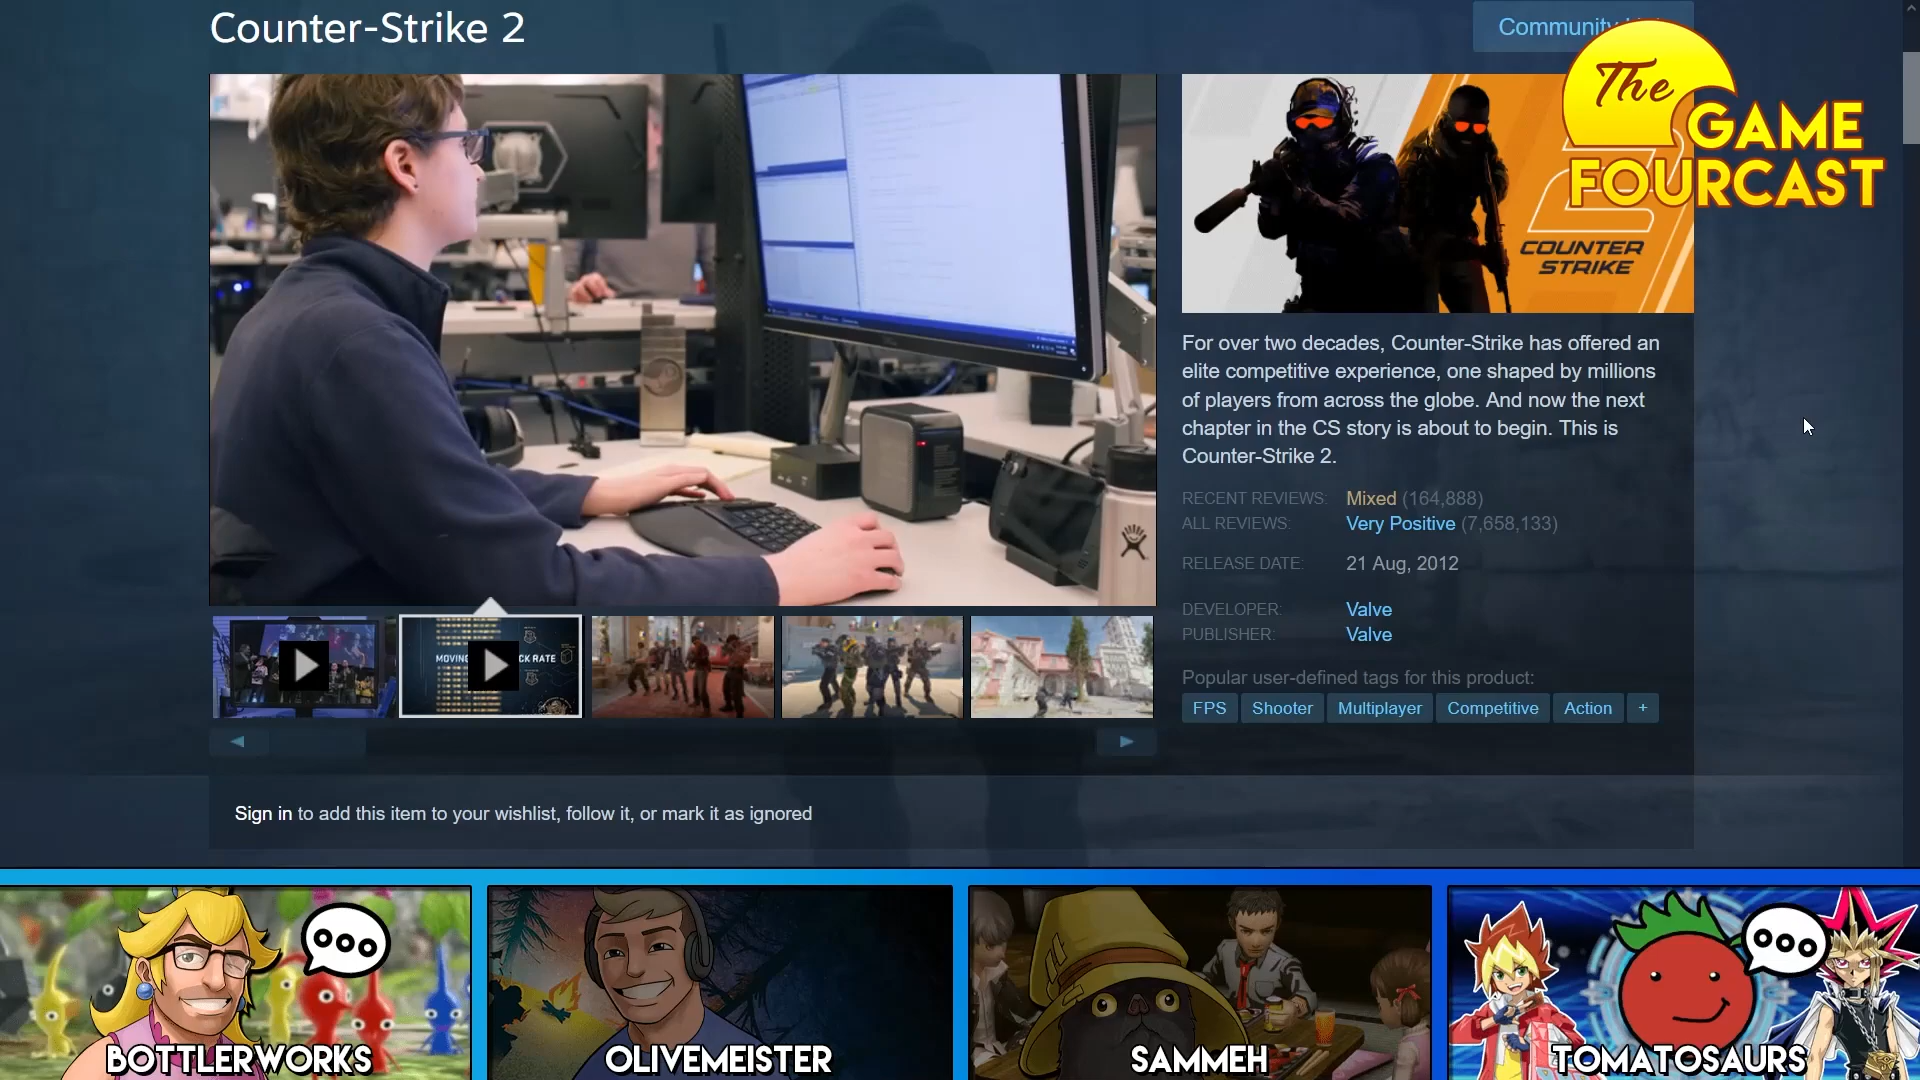 Counter-Strike 2
Community
The
GAME
FOURCAST
COUNTER
STRIKE
For over two decades, Counter-Strike has offered an
elite competitive experience, one shaped by millions
of players from across the globe. And now the next
chapter in the CS story is about to begin. This is
Counter-Strike 2.
RECENT REVIEWS: Mixed (164,888)
ALL REVIEWS: Very Positive (7,658,133)
RELEASE DATE: 21 Aug, 2012
DEVELOPER: Valve
PUBLISHER: Valve
MOVING CK RATE
Popular user-defined tags for this product:
FPS Shooter Multiplayer Competitive Action +
Sign in to add this item to your wishlist, follow it, or mark it as ignored
BOTTLERWORKS
OLIVEMEISTER
SAMMEH
TOMATOSAURS